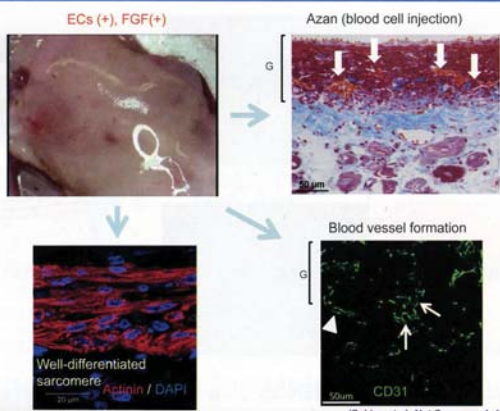 ECs (+), FGF(+)
Azan (blood cell injection)
G
50 µm
Blood vessel formation
G
Well-differentiated
sarcomere
Actinin / DAPI
20 µm
50um
CD31